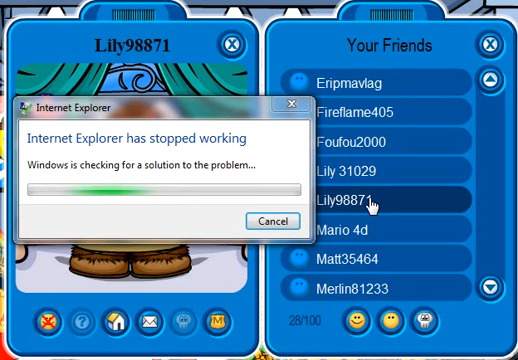 Lily98871
Internet Explorer
Internet Explorer has stopped working
Windows is checking for a solution to the problem...
Cancel
Your Friends
Eripmavlag
Fireflame405
Foufou2000
Lily 31029
Lily98871
Mario 4d
Matt35464
Merlin81233
28/100
?
M